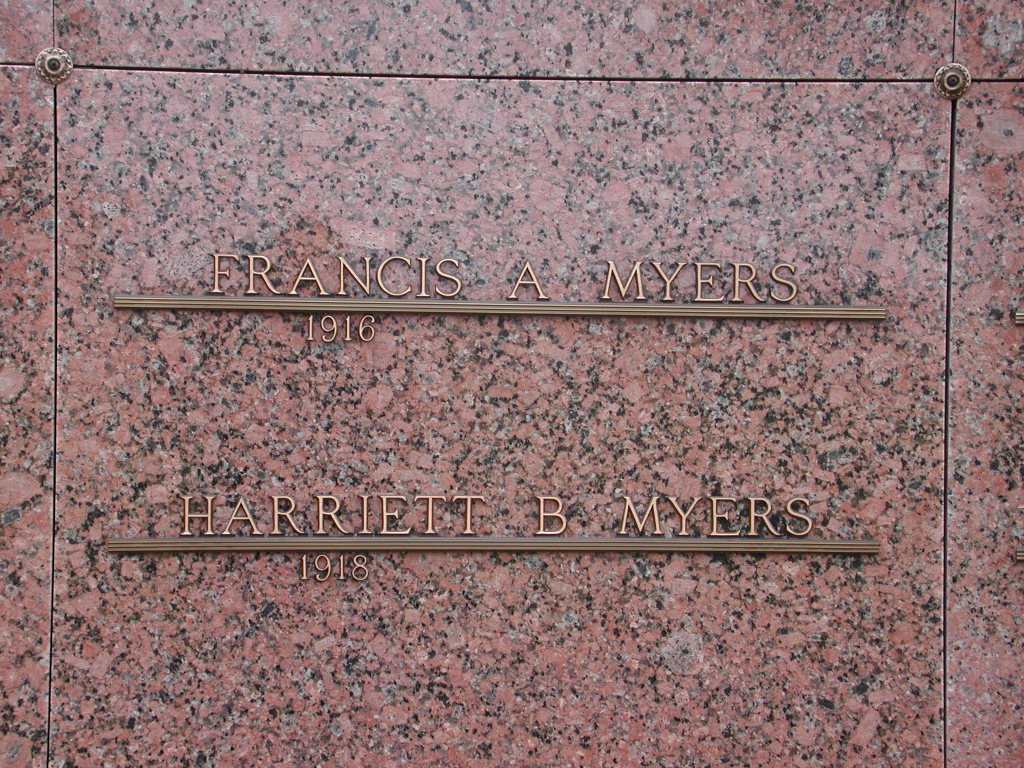 FRANCIS A MYERS
1916
HARRIETT B MYERS
1918